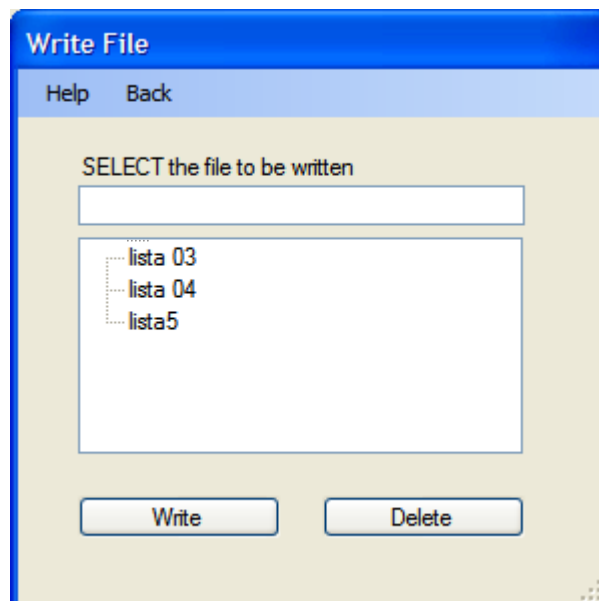 Write File
Help Back
SELECT the file to be written
lista 03
lista 04
lista5
Write Delete